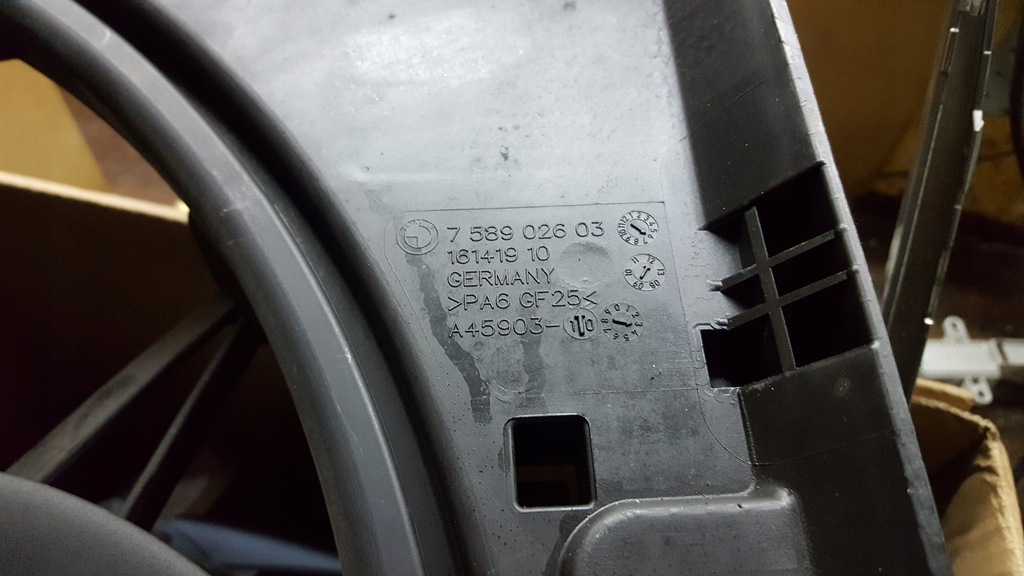 7 589 026 03
161419 10
GERMANY
>PA6 GF25<
A45903-